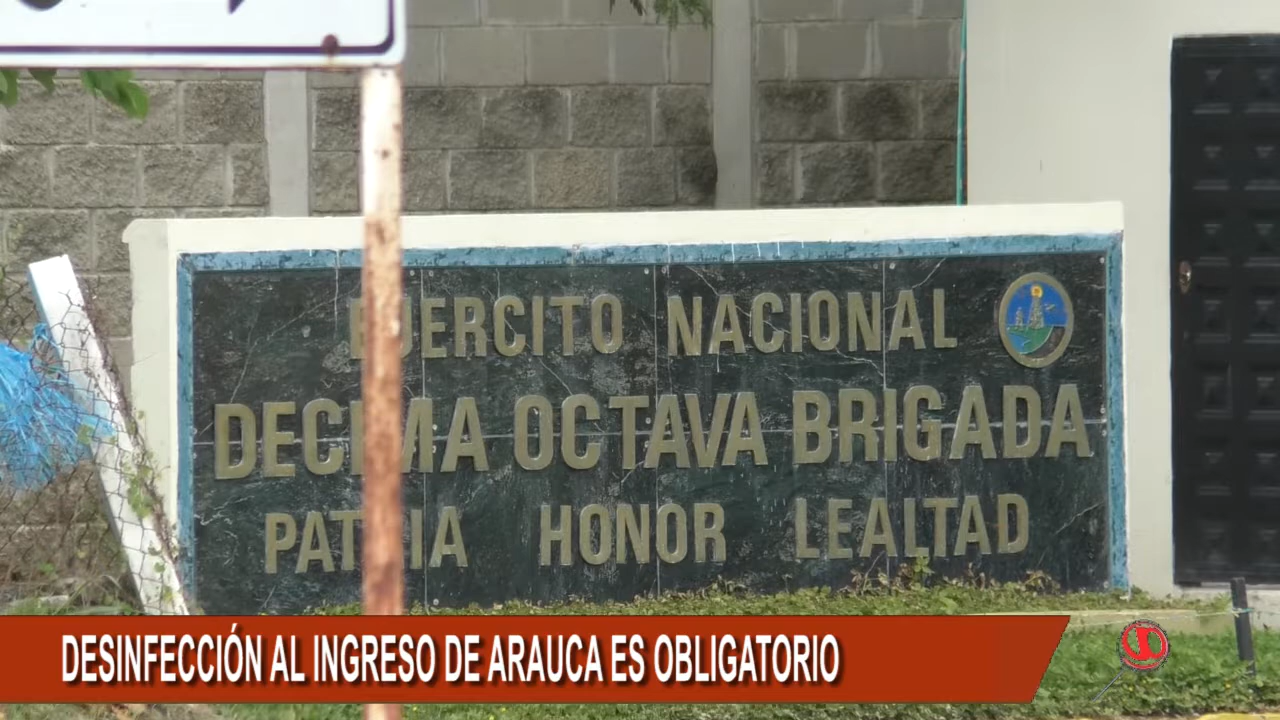 EJERCITO NACIONAL
DECIMA OCTAVA BRIGADA
PATRIA HONOR LEALTAD
DESINFECCIÓN AL INGRESO DE ARAUCA ES OBLIGATORIO